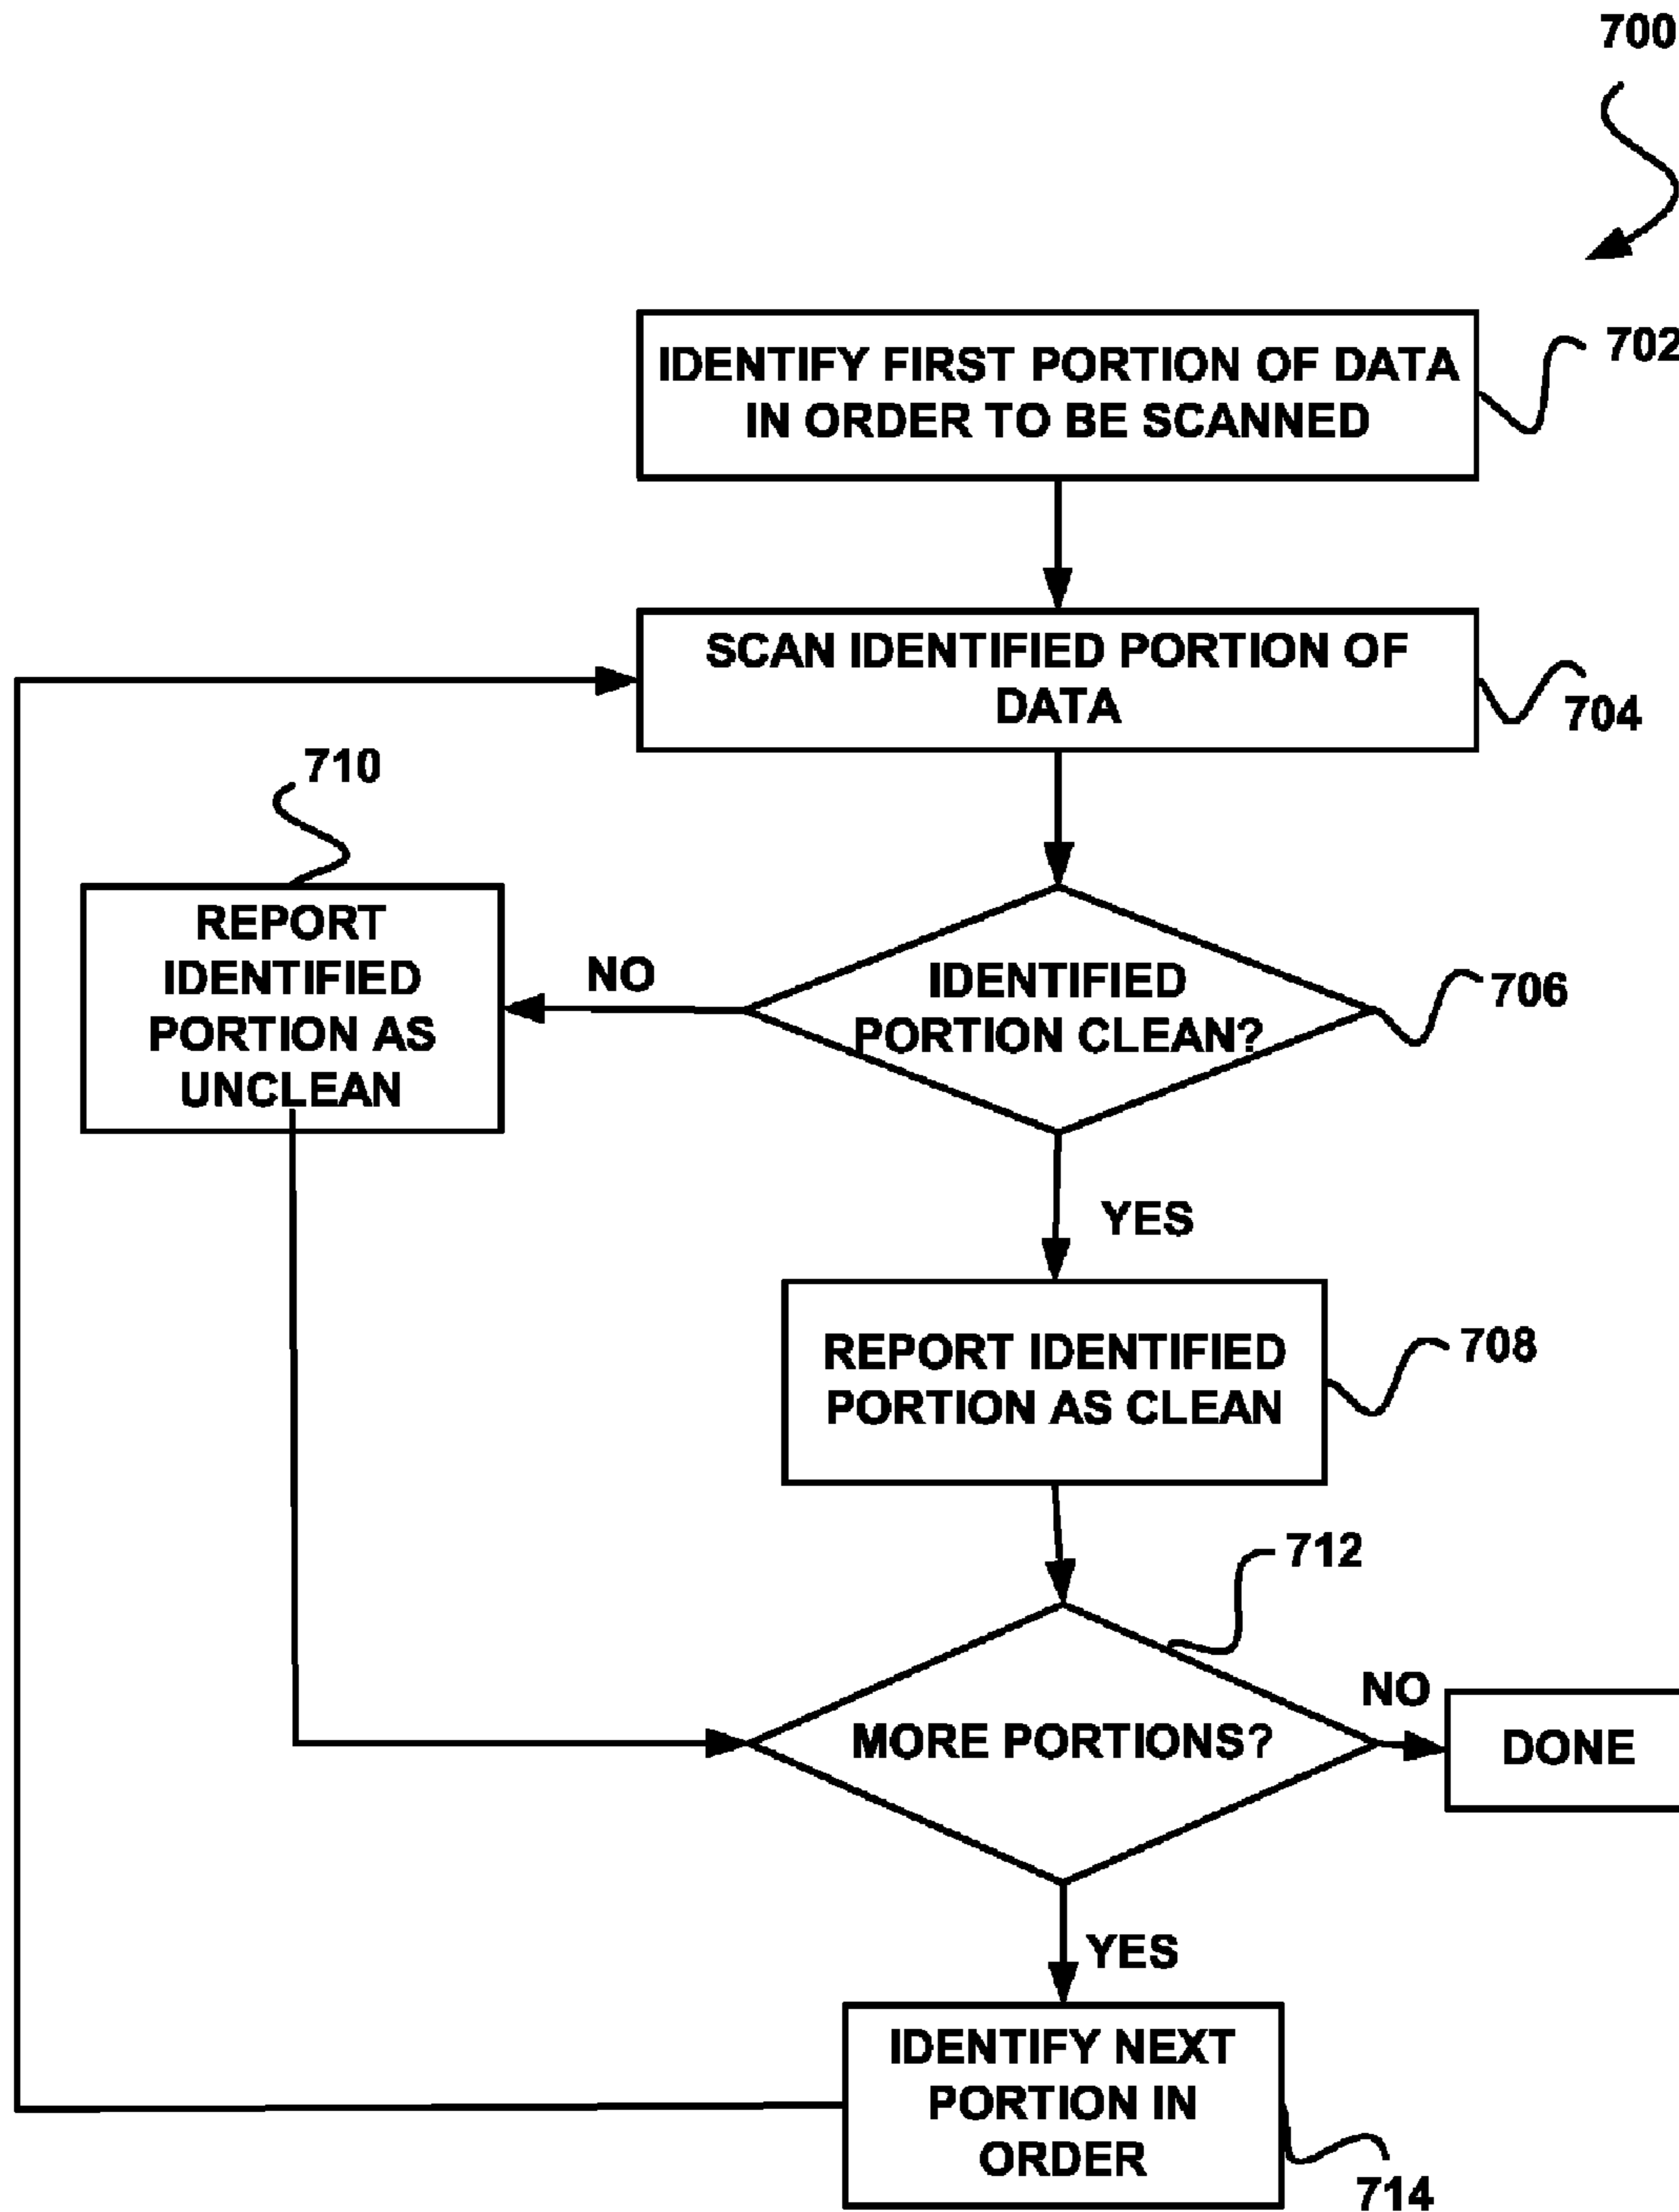 700
IDENTIFY FIRST PORTION OF DATA
IN ORDER TO BE SCANNED
702
SCAN IDENTIFIED PORTION OF
DATA
704
710
REPORT
IDENTIFIED
PORTION AS
UNCLEAN
NO
IDENTIFIED
PORTION CLEAN?
706
YES
REPORT IDENTIFIED
PORTION AS CLEAN
708
712
MORE PORTIONS?
NO
DONE
YES
IDENTIFY NEXT
PORTION IN
ORDER
714